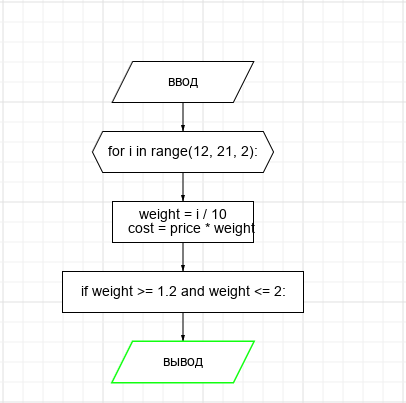 ввод
for i in range(12, 21, 2):
weight = i / 10
cost = price * weight
if weight >= 1.2 and weight <= 2:
вывод